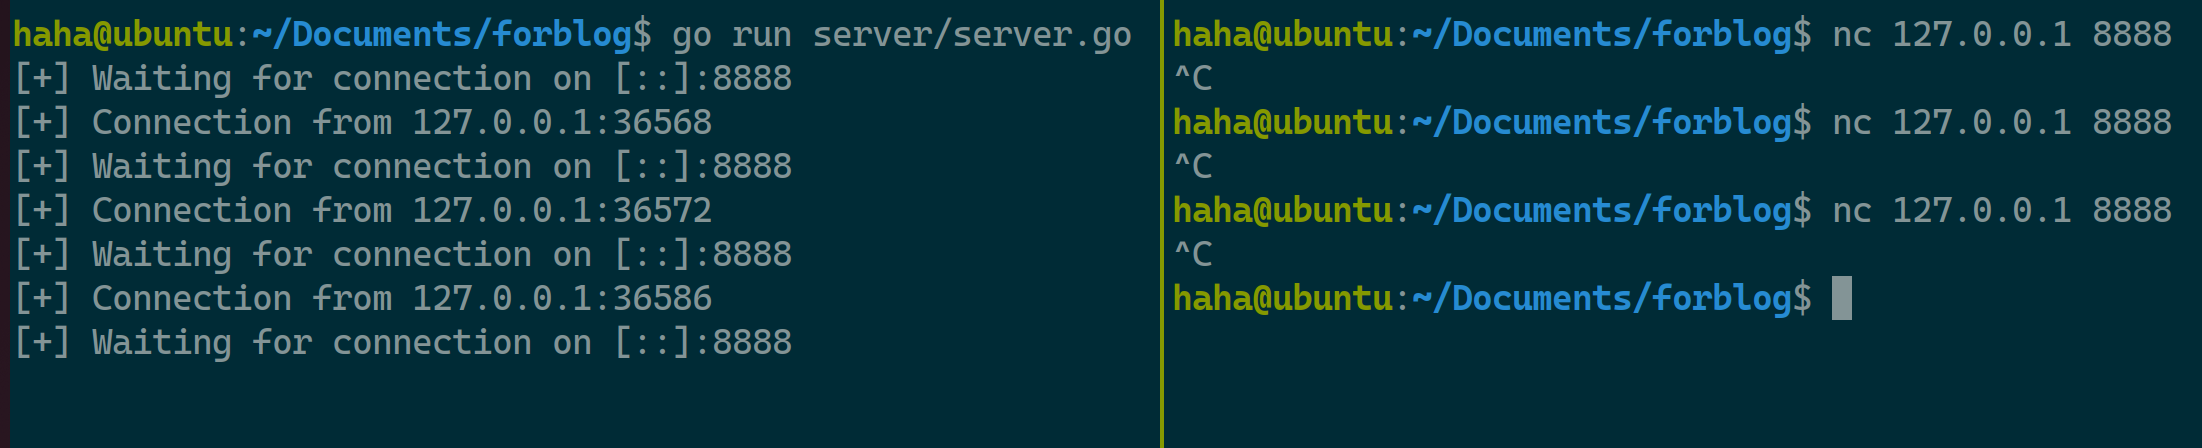 haha@ubuntu:~/Documents/forblog$ go run server/server.go
[+] Waiting for connection on [::]:8888
[+] Connection from 127.0.0.1:36568
[+] Waiting for connection on [::]:8888
[+] Connection from 127.0.0.1:36572
[+] Waiting for connection on [::]:8888
[+] Connection from 127.0.0.1:36586
[+] Waiting for connection on [::]:8888
haha@ubuntu:~/Documents/forblog$ nc 127.0.0.1 8888
^C
haha@ubuntu:~/Documents/forblog$ nc 127.0.0.1 8888
^C
haha@ubuntu:~/Documents/forblog$ nc 127.0.0.1 8888
^C
haha@ubuntu:~/Documents/forblog$